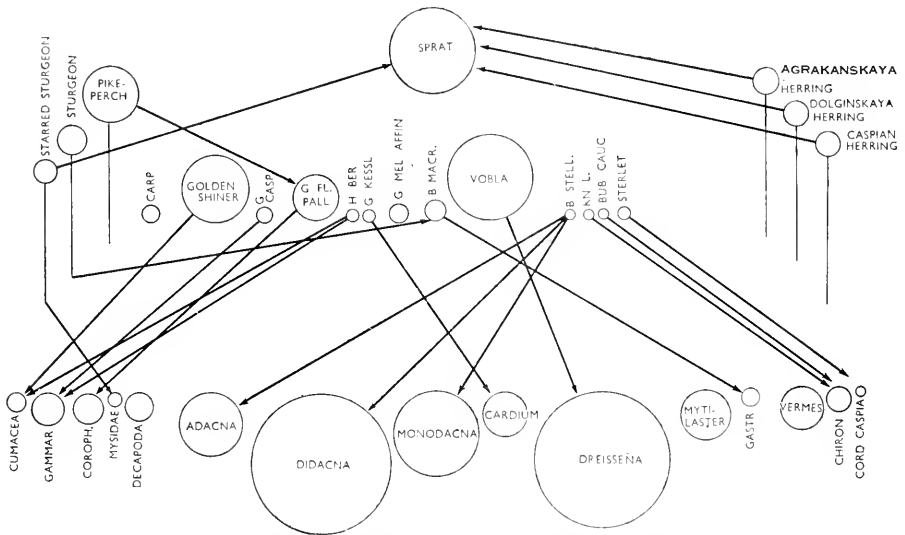 SPRAT
STARRED STURGEON
STURGEON
PIKE-
PERCH
AGRAKANSKAYA
HERRING
DOLGINSKAYA
HERRING
CASPIAN
HERRING
CARP
GOLDEN
SHINER
G CASP.
G FL.
PALL
H BER
G KESSL
G MEL AFFIN
B MACR.
VOBLA
B STELL.
KN L.
BUB CAUC
STERLET
CUMACEA
GAMMAR
COROPH,
MYSIDAE
DECAPODA
ADACNA
DIDACNA
MONODACNA
CARDIUM
DREISSENA
MYTI-
LASTER
GASTR
VERMES
CHIRON
CORD CASPIA